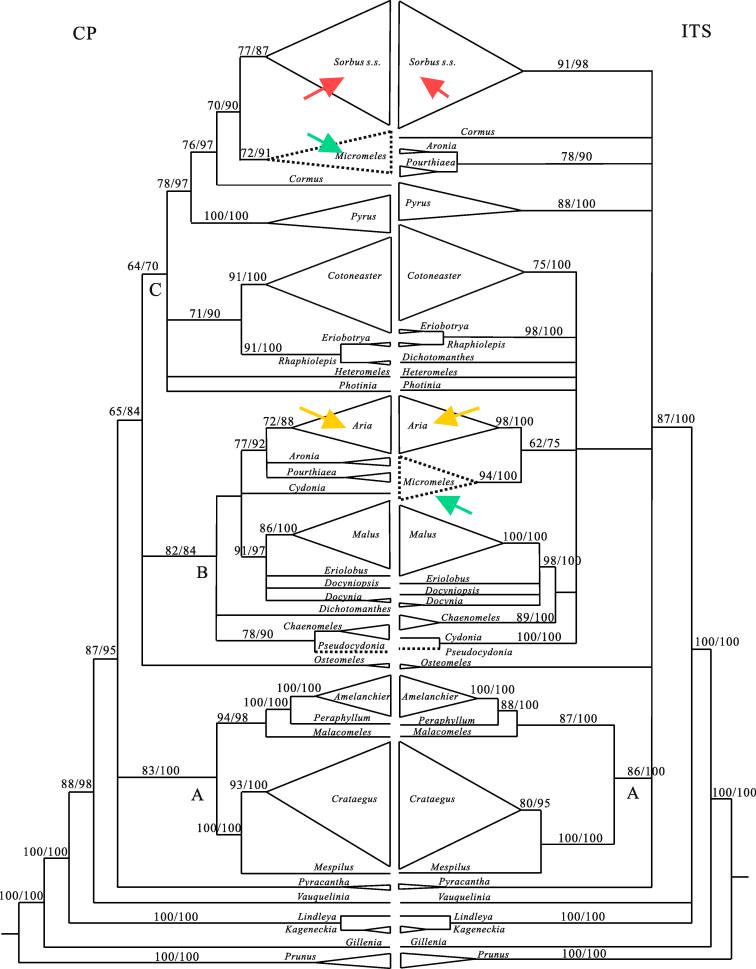 CP
ITS
77/87
Sorbus s.s.
Sorbus s.s.
91/98
70/90
Cormus
76/97
72/91
Micromeles
Aronia
Pourthiaea
78/90
78/97
Cormus
100/100
Pyrus
Pyrus
88/100
64/70
C
91/100
Cotoneaster
Cotoneaster
75/100
71/90
Eriobotrya
Eriobotrya
98/100
91/100
Rhaphiolepis
Rhaphiolepis
Dichotomanthes
Heteromeles
Heteromeles
Photinia
Photinia
65/84
72/88
Aria
Aria
98/100
87/100
77/92
Aronia
62/75
Pourthiaea
Micromeles
94/100
Cydonia
86/100
Malus
Malus
100/100
82/84
91/97
98/100
B
Eriolobus
Eriolobus
Docyniopsis
Docyniopsis
Docynia
Docynia
Dichotomanthes
Chaenomeles
Chaenomeles
89/100
78/90
Cydonia
100/100
Pseudocydonia
Pseudocydonia
87/95
100/100
Osteomeles
Osteomeles
100/100
Amelanchier
Amelanchier
100/100
94/98
100/100
88/100
Peraphyllum
Peraphyllum
87/100
Malacomeles
Malacomeles
83/100
86/100
88/98
A
93/100
Crataegus
Crataegus
80/95
A
100/100
100/100
100/100
100/100
Mespilus
Mespilus
Pyracantha
Pyracantha
100/100
Vauquelinia
Vauquelinia
100/100
Lindleya
Lindleya
100/100
Kageneckia
Kageneckia
Gillenia
Gillenia
100/100
Prunus
Prunus
100/100